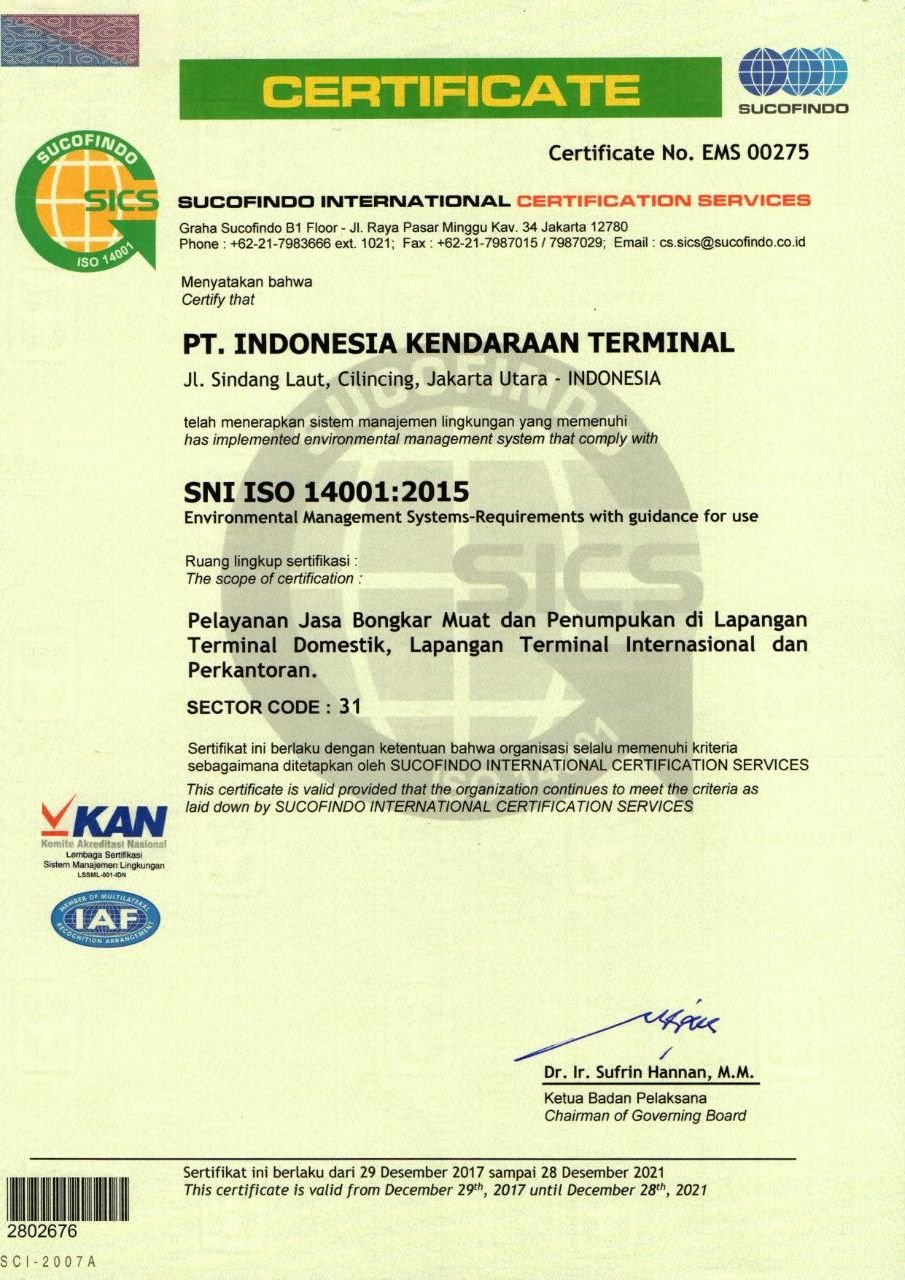 CERTIFICATE
SUCOFINDO
Certificate No. EMS 00275
SUCOFINDO
SICS
ISO 14001
SUCOFINDO INTERNATIONAL CERTIFICATION SERVICES
Graha Sucofindo B1 Floor - Jl. Raya Pasar Minggu Kav. 34 Jakarta 12780
Phone : +62-21-7983666 ext. 1021; Fax : +62-21-7987015 / 7987029; Email : cs.sics@sucofindo.co.id
Menyatakan bahwa
Certify that
PT. INDONESIA KENDARAAN TERMINAL
Jl. Sindang Laut, Cilincing, Jakarta Utara - INDONESIA
telah menerapkan sistem manajemen lingkungan yang memenuhi
has implemented environmental management system that comply with
SNI ISO 14001:2015
Environmental Management Systems-Requirements with guidance for use
Ruang lingkup sertifikasi :
The scope of certification :
Pelayanan Jasa Bongkar Muat dan Penumpukan di Lapangan
Terminal Domestik, Lapangan Terminal Internasional dan
Perkantoran.
SECTOR CODE : 31
Sertifikat ini berlaku dengan ketentuan bahwa organisasi selalu memenuhi kriteria
sebagaimana ditetapkan oleh SUCOFINDO INTERNATIONAL CERTIFICATION SERVICES
This certificate is valid provided that the organization continues to meet the criteria as
laid down by SUCOFINDO INTERNATIONAL CERTIFICATION SERVICES
KAN
Komite Akreditasi Nasional
Lembaga Sertifikasi
Sistem Manajemen Lingkungan
LSSML-001-IDN
MEMBER OF MULTILATERAL
IAF
RECOGNITION ARRANGEMENT
Dr. Ir. Sufrin Hannan, M.M.
Ketua Badan Pelaksana
Chairman of Governing Board
Sertifikat ini berlaku dari 29 Desember 2017 sampai 28 Desember 2021
This certificate is valid from December 29th, 2017 until December 28th, 2021
2802676
SCI-2007A